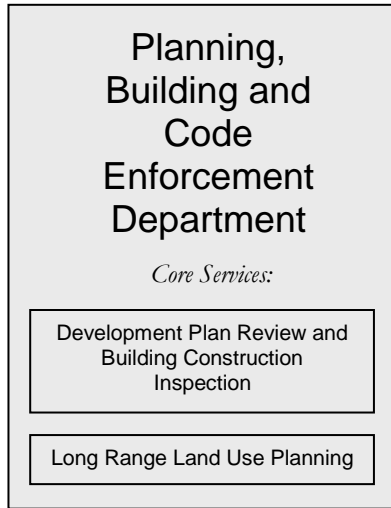 Planning,
Building and
Code
Enforcement
Department
Core Services:
Development Plan Review and
Building Construction
Inspection
Long Range Land Use Planning